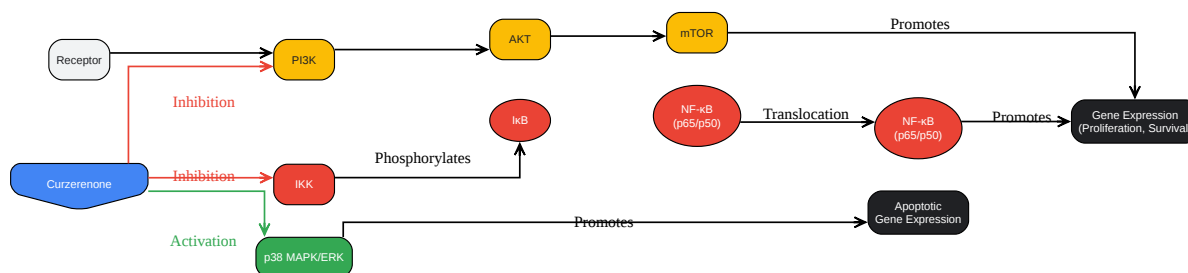 Receptor
PI3K
AKT
mTOR
Promotes
Inhibition
IκB
NF-κB
(p65/p50)
Translocation
NF-κB
(p65/p50)
Promotes
Gene Expression
(Proliferation, Survival
Phosphorylates
Curzerenone
Inhibition
IKK
Activation
p38 MAPK/ERK
Promotes
Apoptotic
Gene Expression